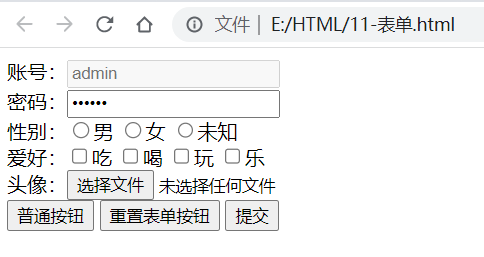 文件 | E:/HTML/11-表单.html
账号：admin
密码：••••••
性别：男 女 未知
爱好：吃 喝 玩 乐
头像：选择文件 未选择任何文件
普通按钮 重置表单按钮 提交